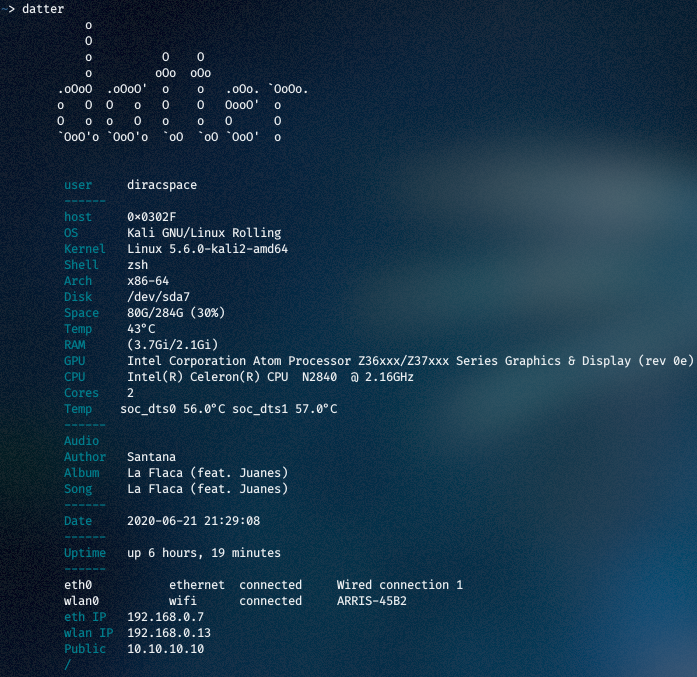 ~> datter
o
O
o          O    O
o         oOo  oOo
.oOoO  .oOoO'  o    o   .oOo. `OoOo.
o   O  O   o   O    O   OooO'  o
O   o  o   O   o    o   O      O
`OoO'o `OoO'o  `oO  `oO `OoO'  o
user diracspace
------
host 0×0302F
OS Kali GNU/Linux Rolling
Kernel Linux 5.6.0-kali2-amd64
Shell zsh
Arch x86-64
Disk /dev/sda7
Space 80G/284G (30%)
Temp 43°C
RAM (3.7Gi/2.1Gi)
GPU Intel Corporation Atom Processor Z36xxx/Z37xxx Series Graphics & Display (rev 0e)
CPU Intel(R) Celeron(R) CPU  N2840  @ 2.16GHz
Cores 2
Temp soc_dts0 56.0°C soc_dts1 57.0°C
------
Audio
Author Santana
Album La Flaca (feat. Juanes)
Song La Flaca (feat. Juanes)
------
Date 2020-06-21 21:29:08
------
Uptime up 6 hours, 19 minutes
------
eth0 ethernet connected Wired connection 1
wlan0 wifi connected ARRIS-45B2
eth IP 192.168.0.7
wlan IP 192.168.0.13
Public 10.10.10.10
/